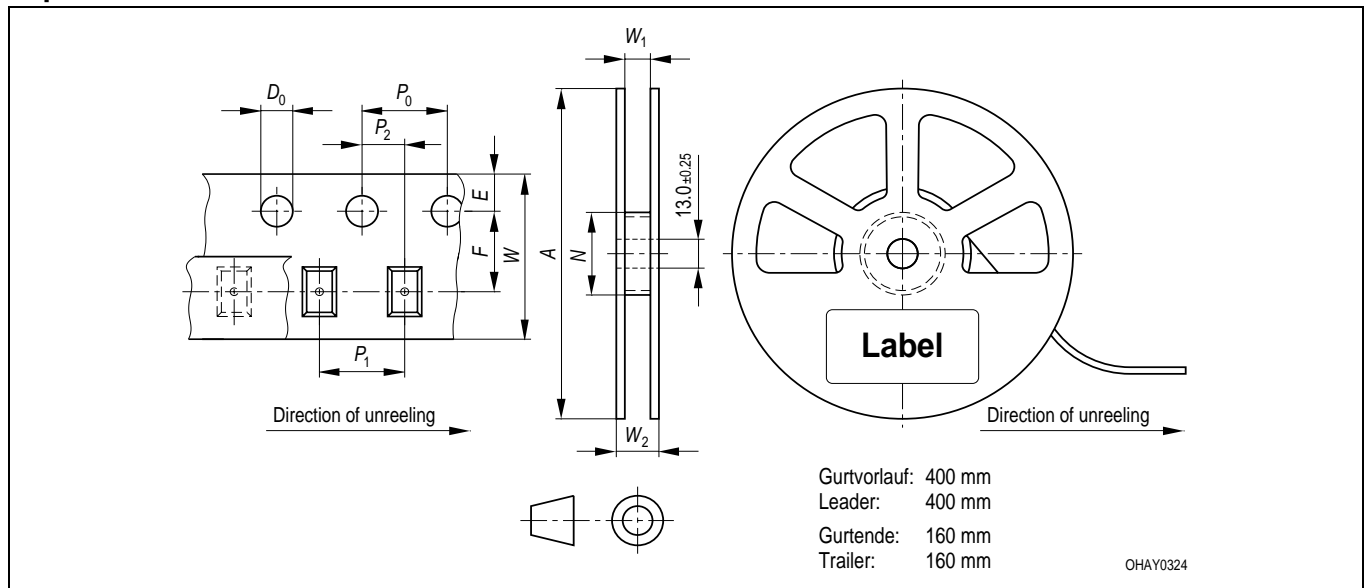 W1
D0
P0
P2
E
F
W
A
N
13.0±0.25
P1
Label
Direction of unreeling
Direction of unreeling
W2
Gurtvorlauf: 400 mm
Leader: 400 mm
Gurtende: 160 mm
Trailer: 160 mm
OHAY0324